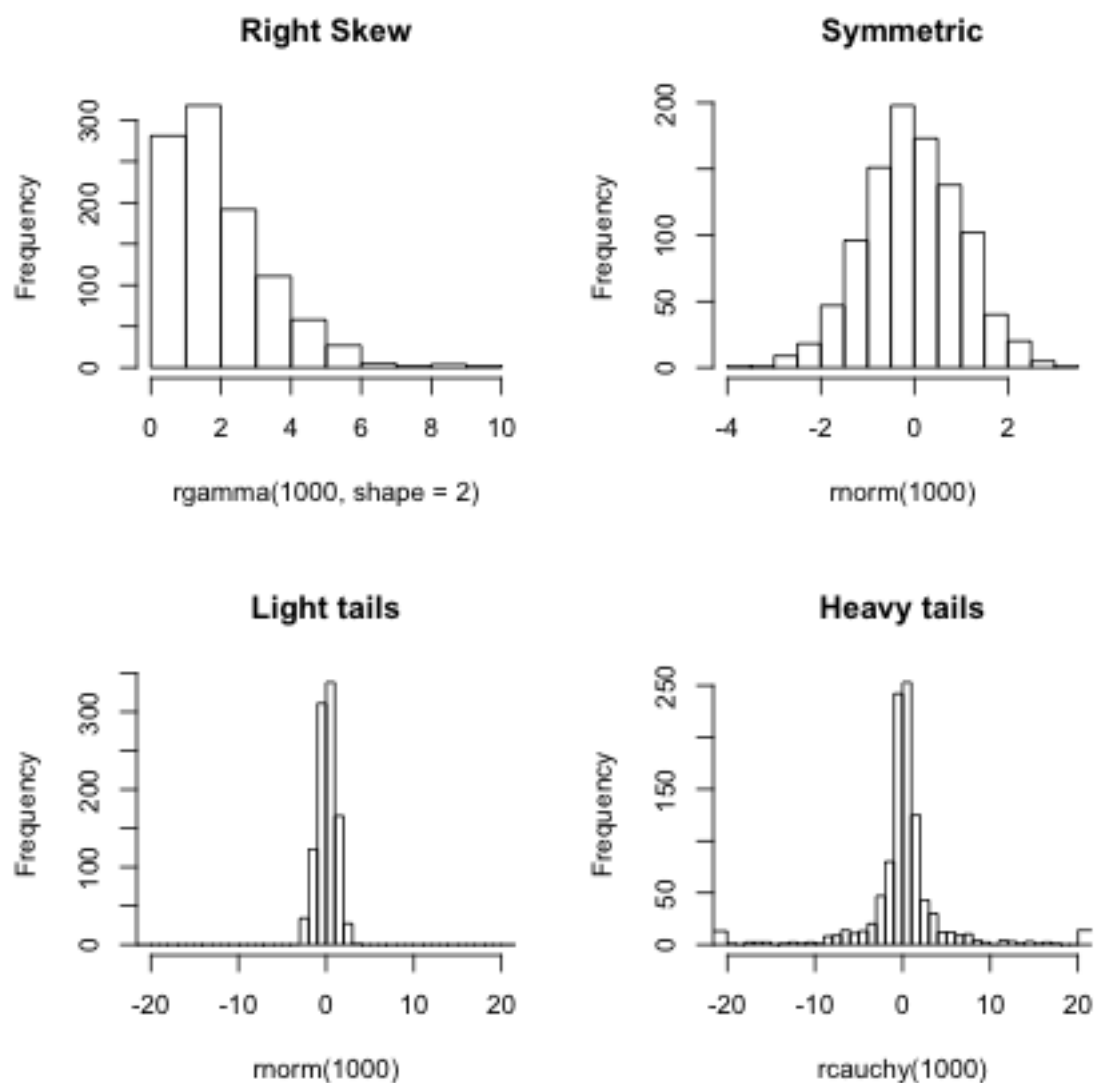 Right Skew
Frequency
0 100 200 300
0 2 4 6 8 10
rgamma(1000, shape = 2)
Symmetric
Frequency
0 50 100 200
-4 -2 0 2
rnorm(1000)
Light tails
Frequency
0 100 200 300
-20 -10 0 10 20
rnorm(1000)
Heavy tails
Frequency
0 50 150 250
-20 -10 0 10 20
rcauchy(1000)